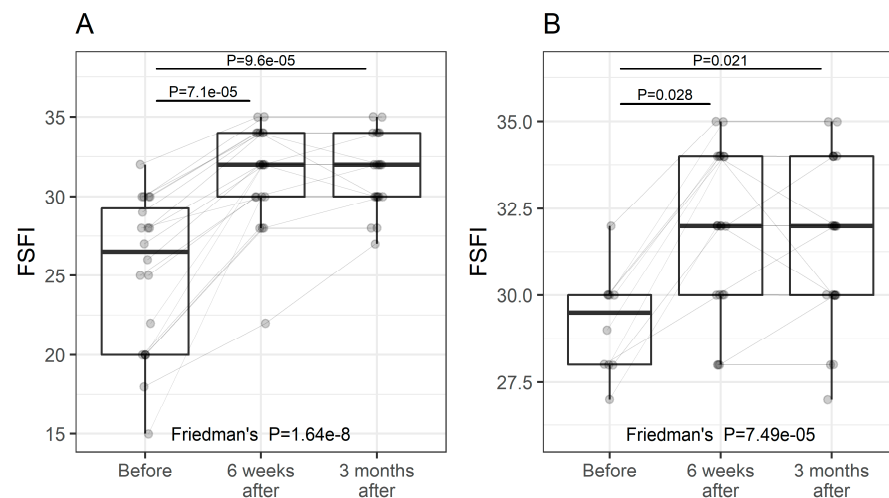 A
P=9.6e-05
P=7.1e-05
FSFI
35
30
25
20
15
Friedman's P=1.64e-8
Before
6 weeks
after
3 months
after
B
P=0.021
P=0.028
FSFI
35.0
32.5
30.0
27.5
Friedman's P=7.49e-05
Before
6 weeks
after
3 months
after